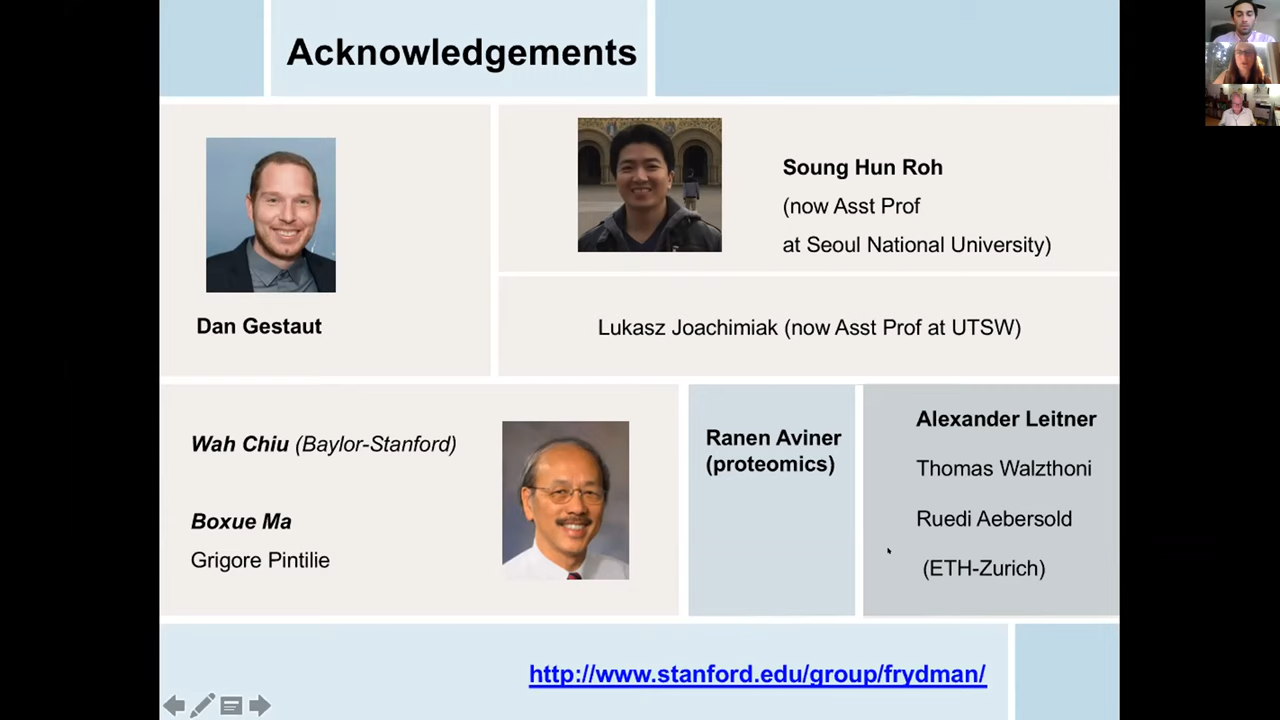 Acknowledgements
Dan Gestaut
Soung Hun Roh
(now Asst Prof
at Seoul National University)
Lukasz Joachimiak (now Asst Prof at UTSW)
Wah Chiu (Baylor-Stanford)
Boxue Ma
Grigore Pintilie
Ranen Aviner
(proteomics)
Alexander Leitner
Thomas Walzthoni
Ruedi Aebersold
(ETH-Zurich)
http://www.stanford.edu/group/frydman/